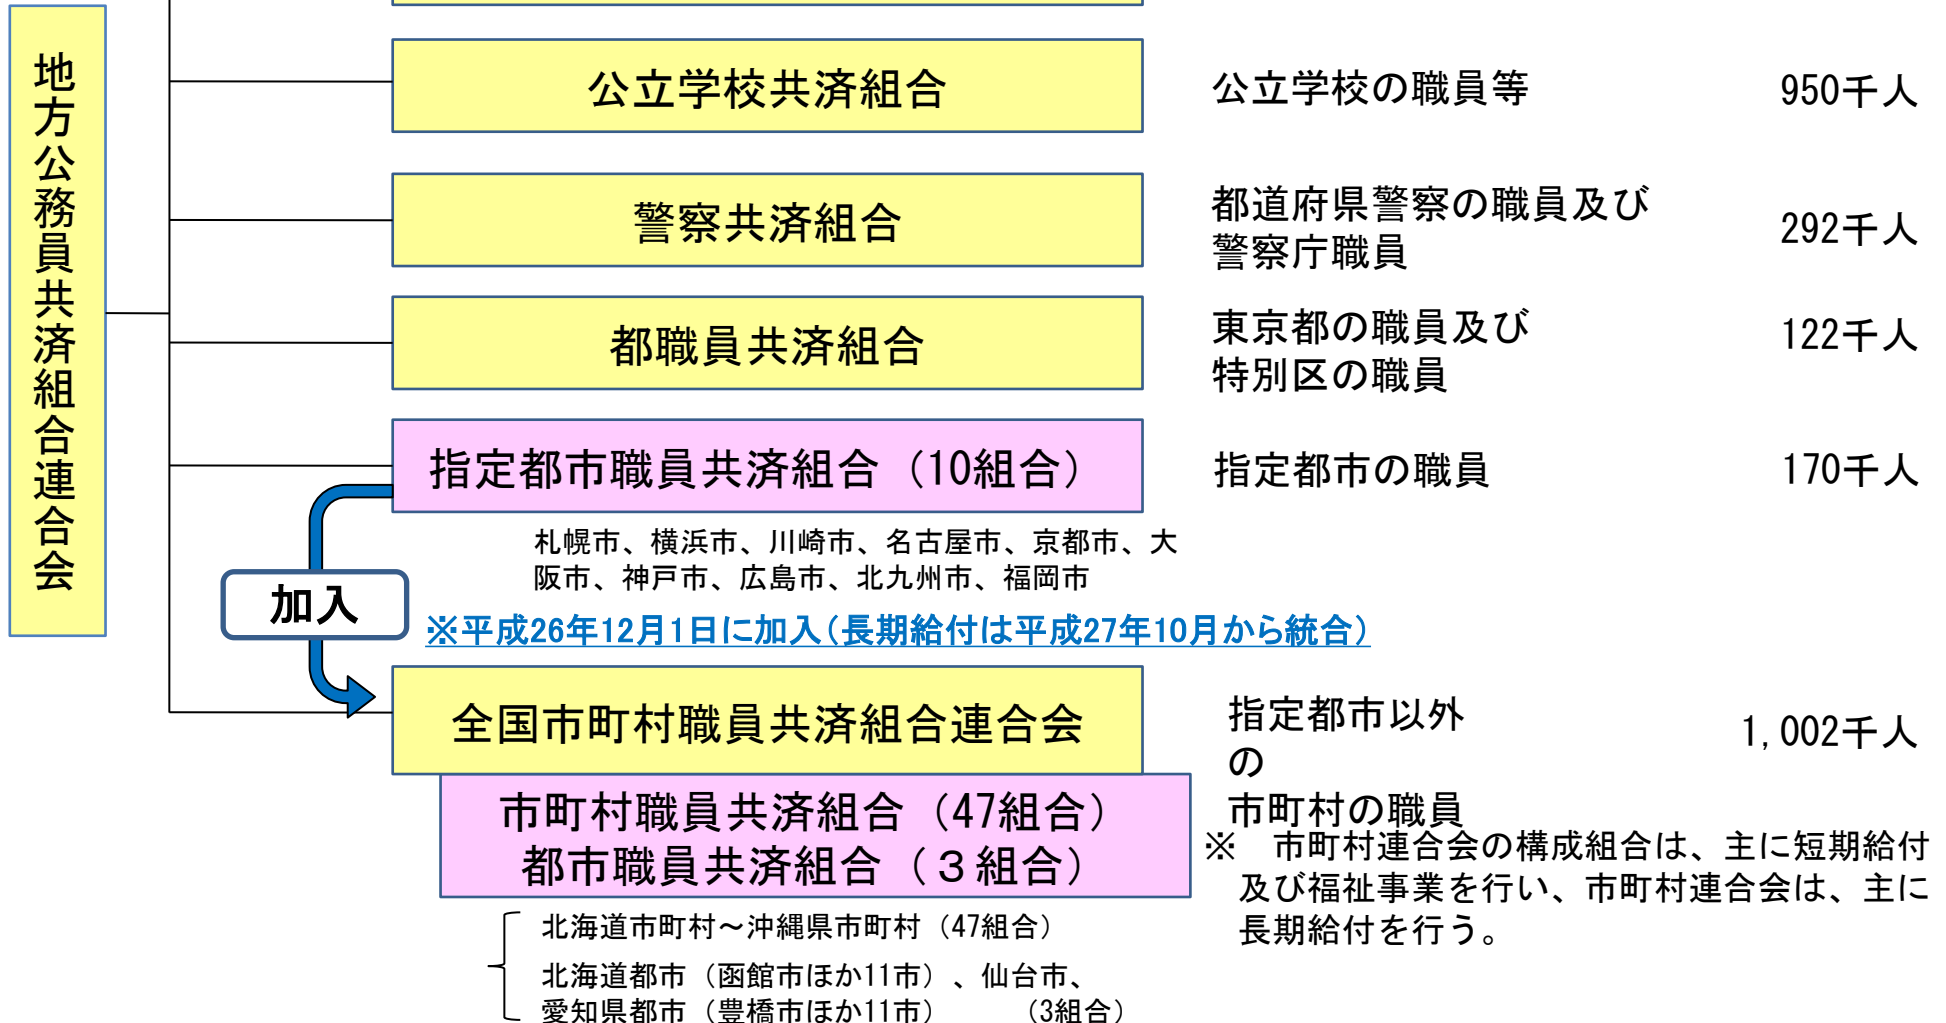 地方公務員共済組合連合会
公立学校共済組合
公立学校の職員等
950千人
警察共済組合
都道府県警察の職員及び
警察庁職員
292千人
都職員共済組合
東京都の職員及び
特別区の職員
122千人
指定都市職員共済組合（10組合）
指定都市の職員
170千人
札幌市、横浜市、川崎市、名古屋市、京都市、大
阪市、神戸市、広島市、北九州市、福岡市
加入
※平成26年12月1日に加入（長期給付は平成27年10月から統合）
全国市町村職員共済組合連合会
指定都市以外
の
市町村の職員
1,002千人
市町村職員共済組合（47組合）
都市職員共済組合（３組合）
※　市町村連合会の構成組合は、主に短期給付
及び福祉事業を行い、市町村連合会は、主に
長期給付を行う。
北海道市町村～沖縄県市町村（47組合）
北海道都市（函館市ほか11市）、仙台市、
愛知県都市（豊橋市ほか11市）　　（3組合）